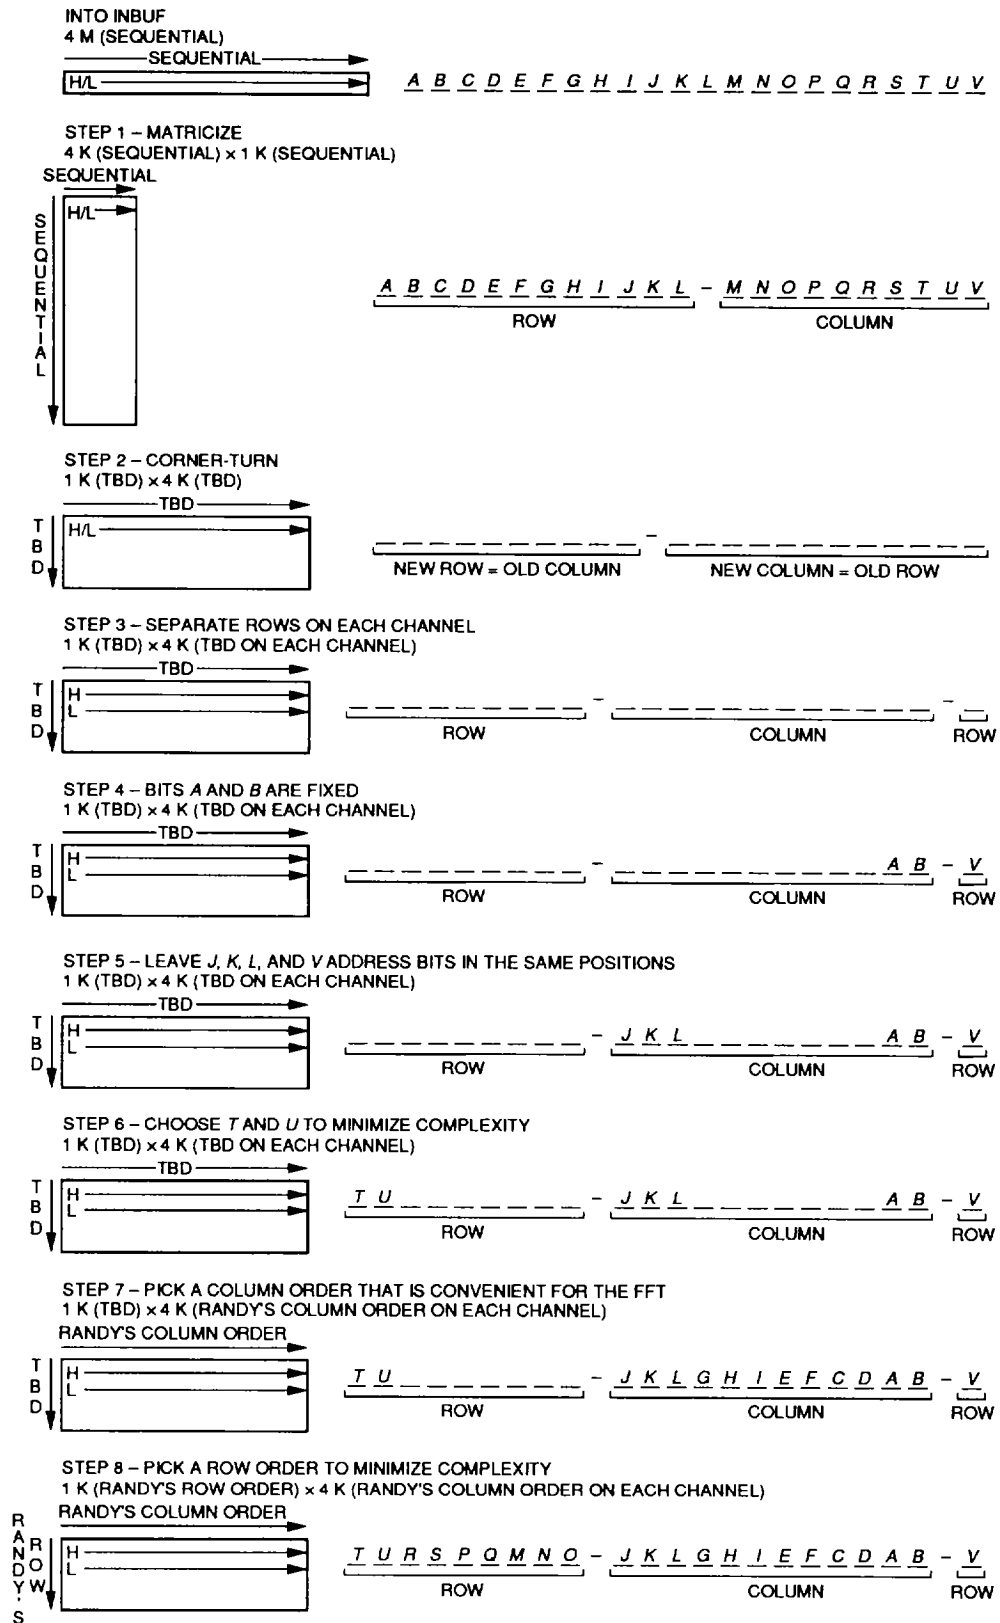 INTO INBUF
4 M (SEQUENTIAL)
SEQUENTIAL
H/L
A B C D E F G H I J K L M N O P Q R S T U V
STEP 1 – MATRICIZE
4 K (SEQUENTIAL) × 1 K (SEQUENTIAL)
SEQUENTIAL
SEQUENTIAL
H/L
A B C D E F G H I J K L – M N O P Q R S T U V
ROW COLUMN
STEP 2 – CORNER-TURN
1 K (TBD) × 4 K (TBD)
TBD
TBD
H/L
–
NEW ROW = OLD COLUMN NEW COLUMN = OLD ROW
STEP 3 – SEPARATE ROWS ON EACH CHANNEL
1 K (TBD) × 4 K (TBD ON EACH CHANNEL)
TBD
TBD
H
L
– –
ROW COLUMN ROW
STEP 4 – BITS A AND B ARE FIXED
1 K (TBD) × 4 K (TBD ON EACH CHANNEL)
TBD
TBD
H
L
– A B – V
ROW COLUMN ROW
STEP 5 – LEAVE J, K, L, AND V ADDRESS BITS IN THE SAME POSITIONS
1 K (TBD) × 4 K (TBD ON EACH CHANNEL)
TBD
TBD
H
L
– J K L A B – V
ROW COLUMN ROW
STEP 6 – CHOOSE T AND U TO MINIMIZE COMPLEXITY
1 K (TBD) × 4 K (TBD ON EACH CHANNEL)
TBD
TBD
H
L
T U – J K L A B – V
ROW COLUMN ROW
STEP 7 – PICK A COLUMN ORDER THAT IS CONVENIENT FOR THE FFT
1 K (TBD) × 4 K (RANDY'S COLUMN ORDER ON EACH CHANNEL)
RANDY'S COLUMN ORDER
TBD
H
L
T U – J K L G H I E F C D A B – V
ROW COLUMN ROW
STEP 8 – PICK A ROW ORDER TO MINIMIZE COMPLEXITY
1 K (RANDY'S ROW ORDER) × 4 K (RANDY'S COLUMN ORDER ON EACH CHANNEL)
RANDY'S COLUMN ORDER
RANDY'S
ROW
H
L
T U R S P Q M N O – J K L G H I E F C D A B – V
ROW COLUMN ROW